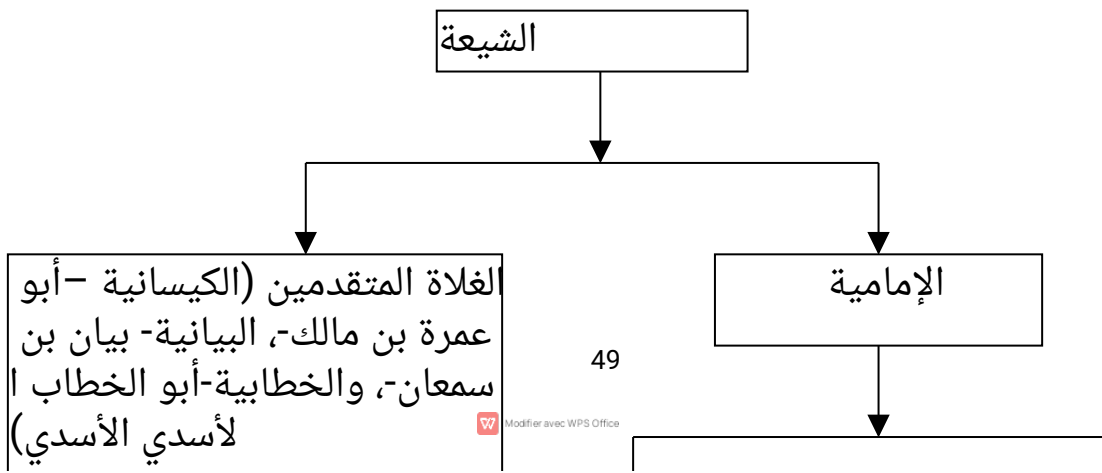 الشيعة
الإمامية
الغلاة المتقدمين (الكيسانية –أبو
عمرة بن مالك-، البيانية- بيان بن
سمعان-، والخطابية-أبو الخطاب ا
لأسدي الأسدي)
49
Modifier avec WPS Office